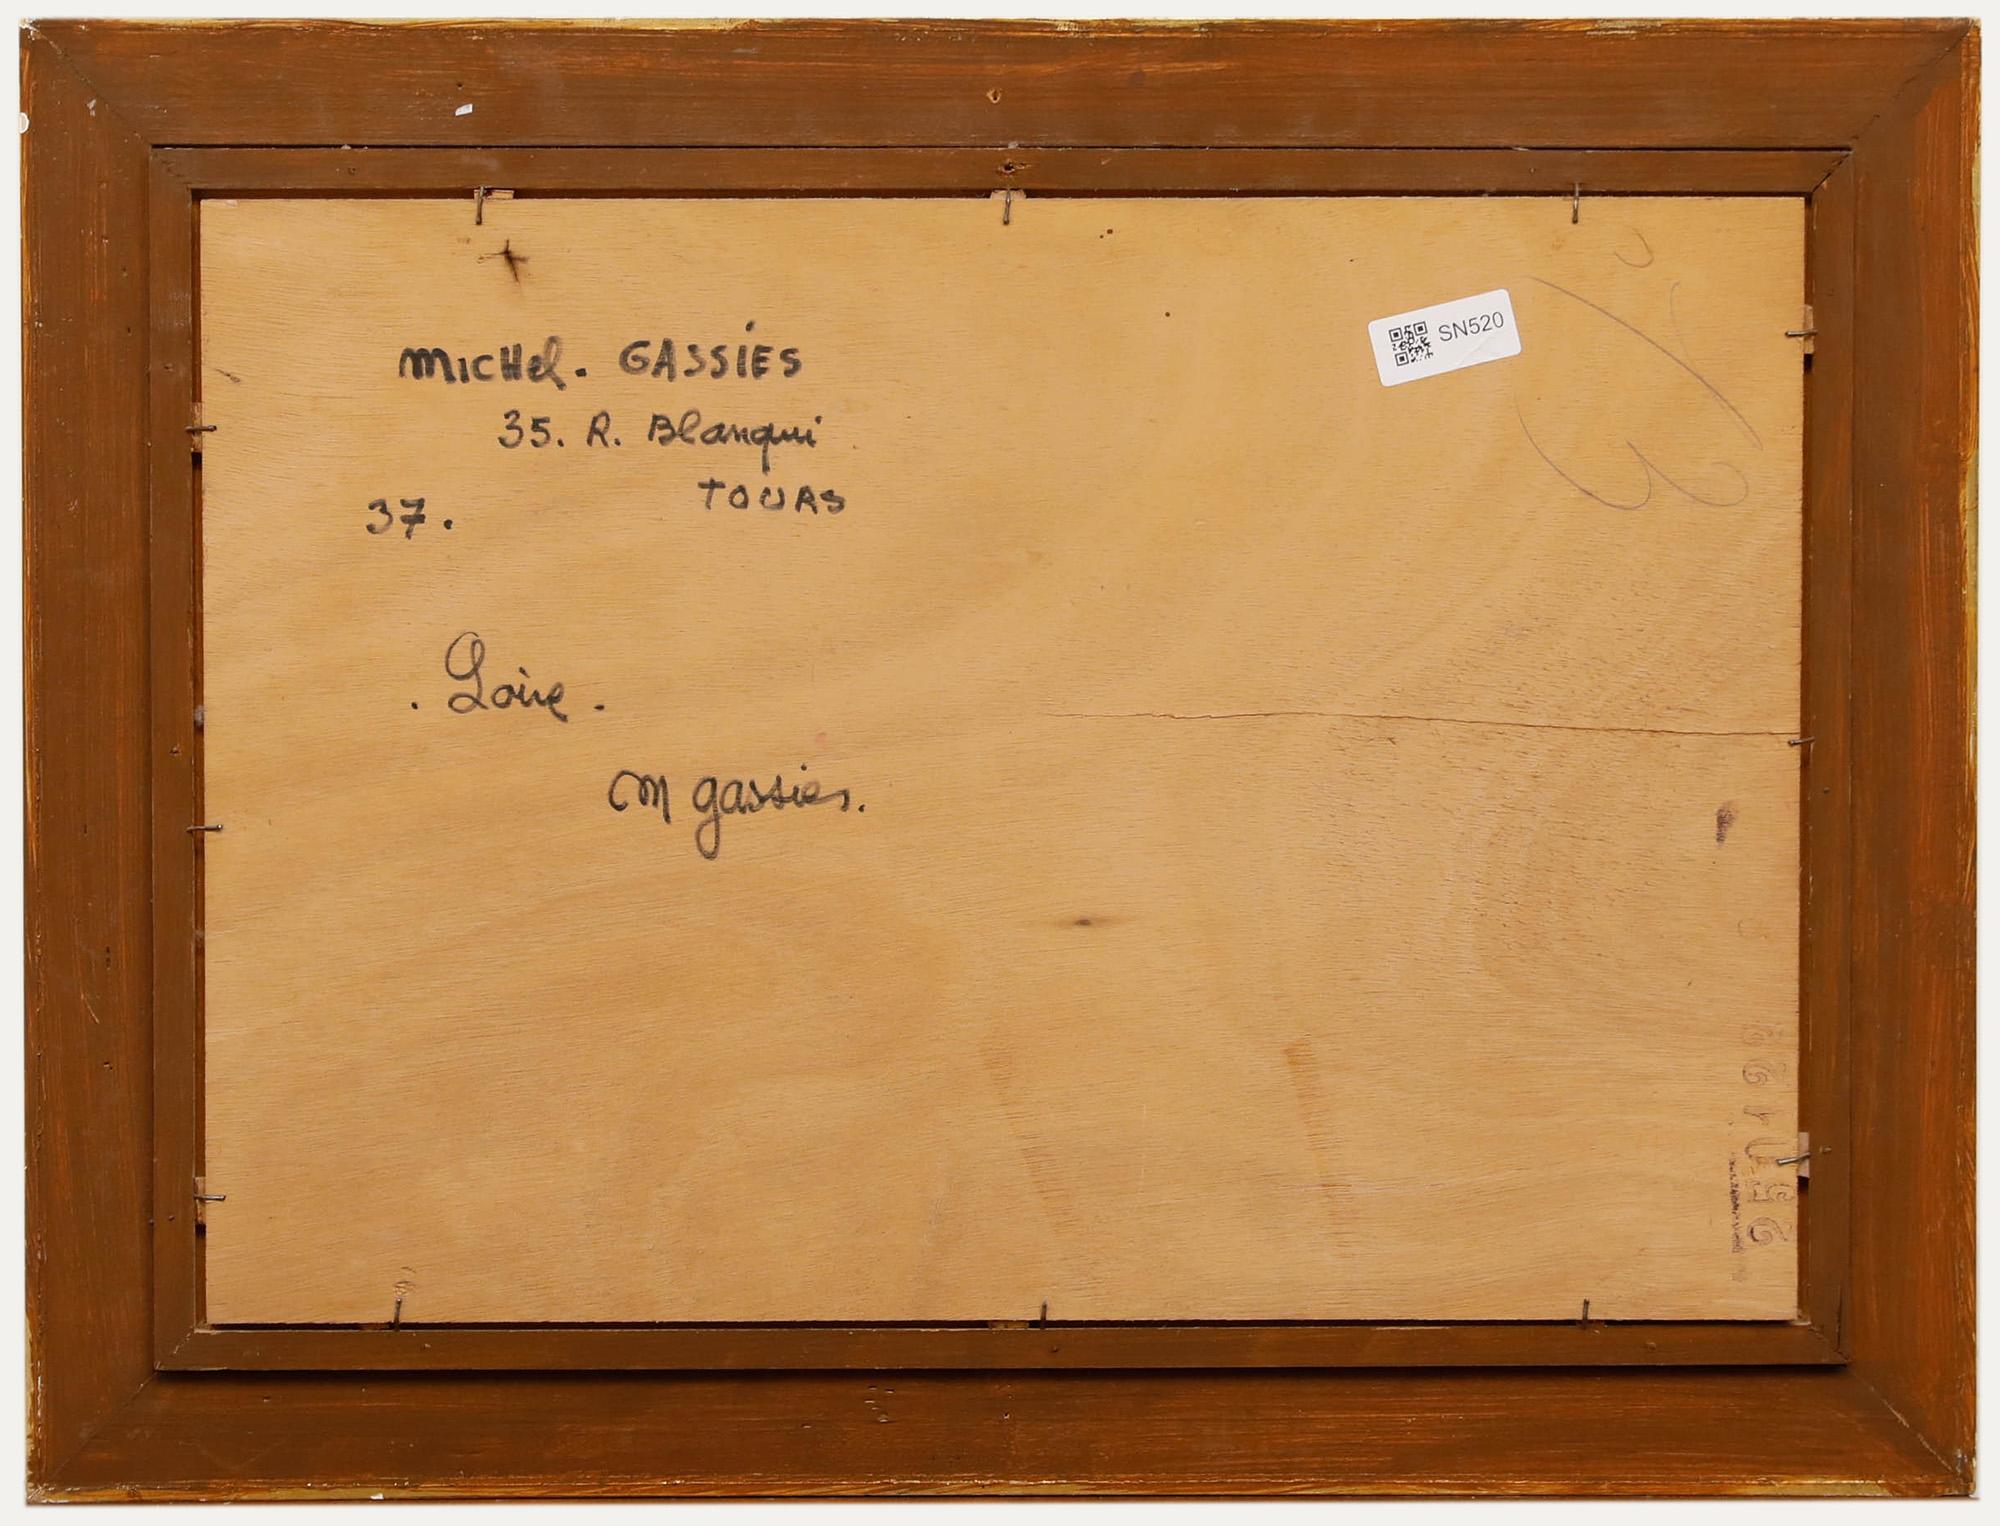 MICHel. GASSIES
35. R. Blanqui
TOURS
37.
. Loire .
M gassies.
SN520